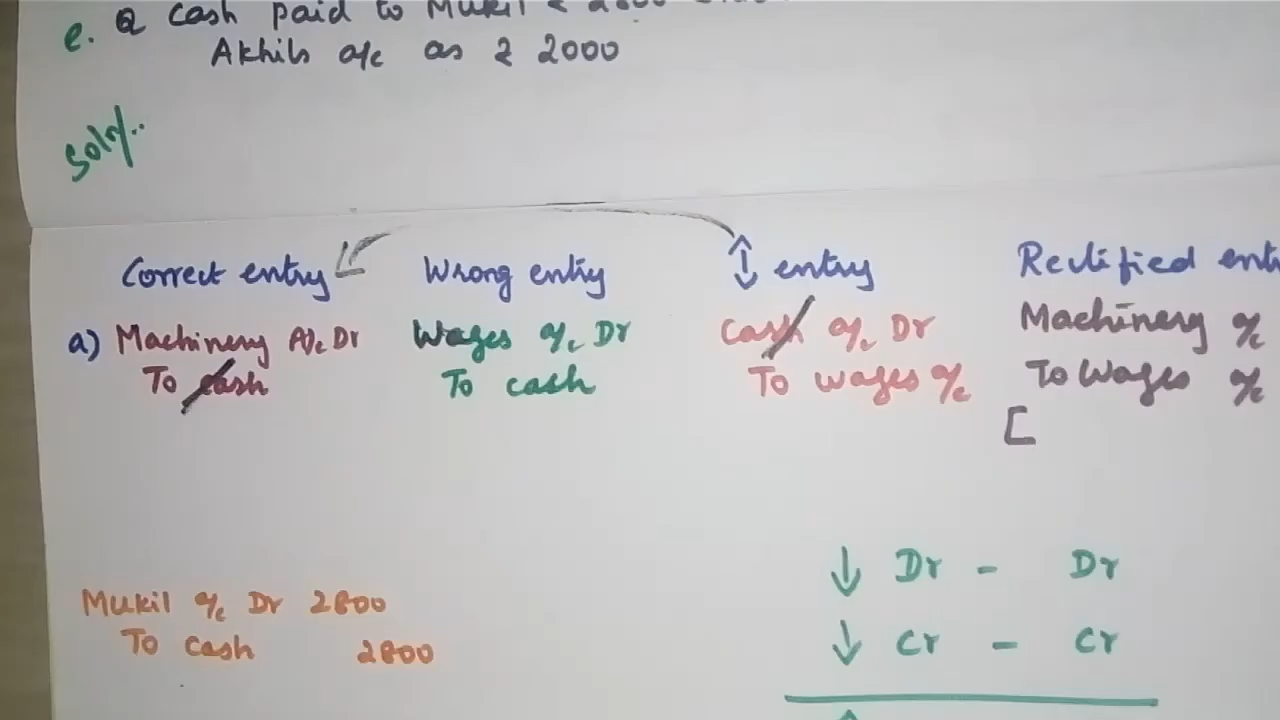 e. Q Cash paid to Mukil ₹ 2800
Akhils a/c as ₹ 2000
Soln/..
Correct entry Wrong entry ↕ entry Rectified ent
a) Machinery A/c Dr Wages a/c Dr Cash a/c Dr Machinery a/c
To cash To cash To wages a/c To Wages a/c
[
↓ Dr - Dr
Mukil a/c Dr 2800
To cash 2800
↓ Cr - Cr